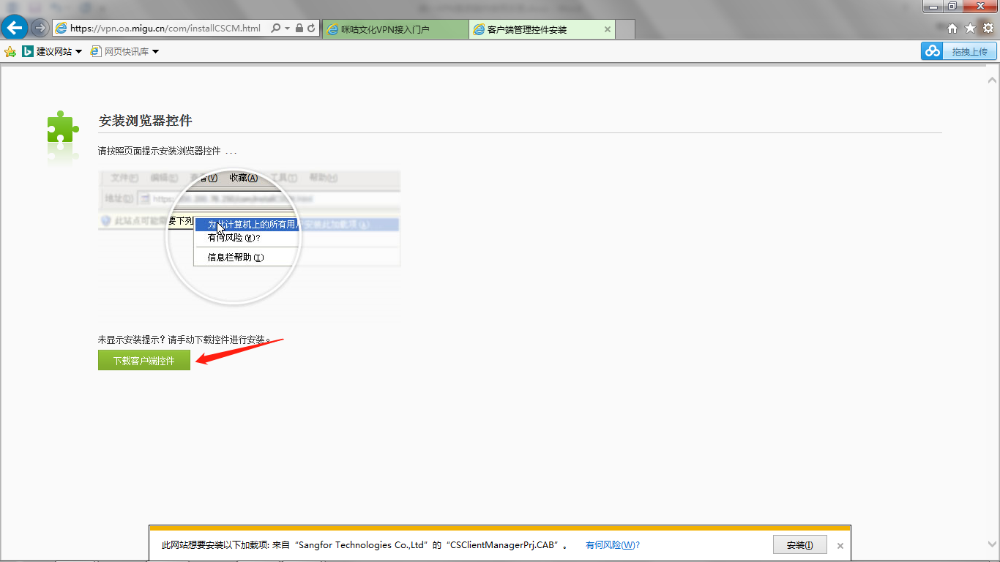 https://vpn.oa.migu.cn/com/installCSCM.html
咪咕文化VPN接入门户
客户端管理控件安装
建议网站
网页快讯库
拖拽上传
安装浏览器控件
请按照页面提示安装浏览器控件 ...
文件(F) 编辑(E) 查看(V) 收藏(A) 工具(T) 帮助(H)
地址(D) https:
此站点可能需要下列
为此计算机上的所有用户安装此加载项(A)
有何风险(W)?
信息栏帮助(I)
未显示安装提示？请手动下载控件进行安装。
下载客户端控件
此网站想要安装以下加载项: 来自“Sangfor Technologies Co.,Ltd”的“CSClientManagerPrj.CAB”。 有何风险(W)? 安装(I)